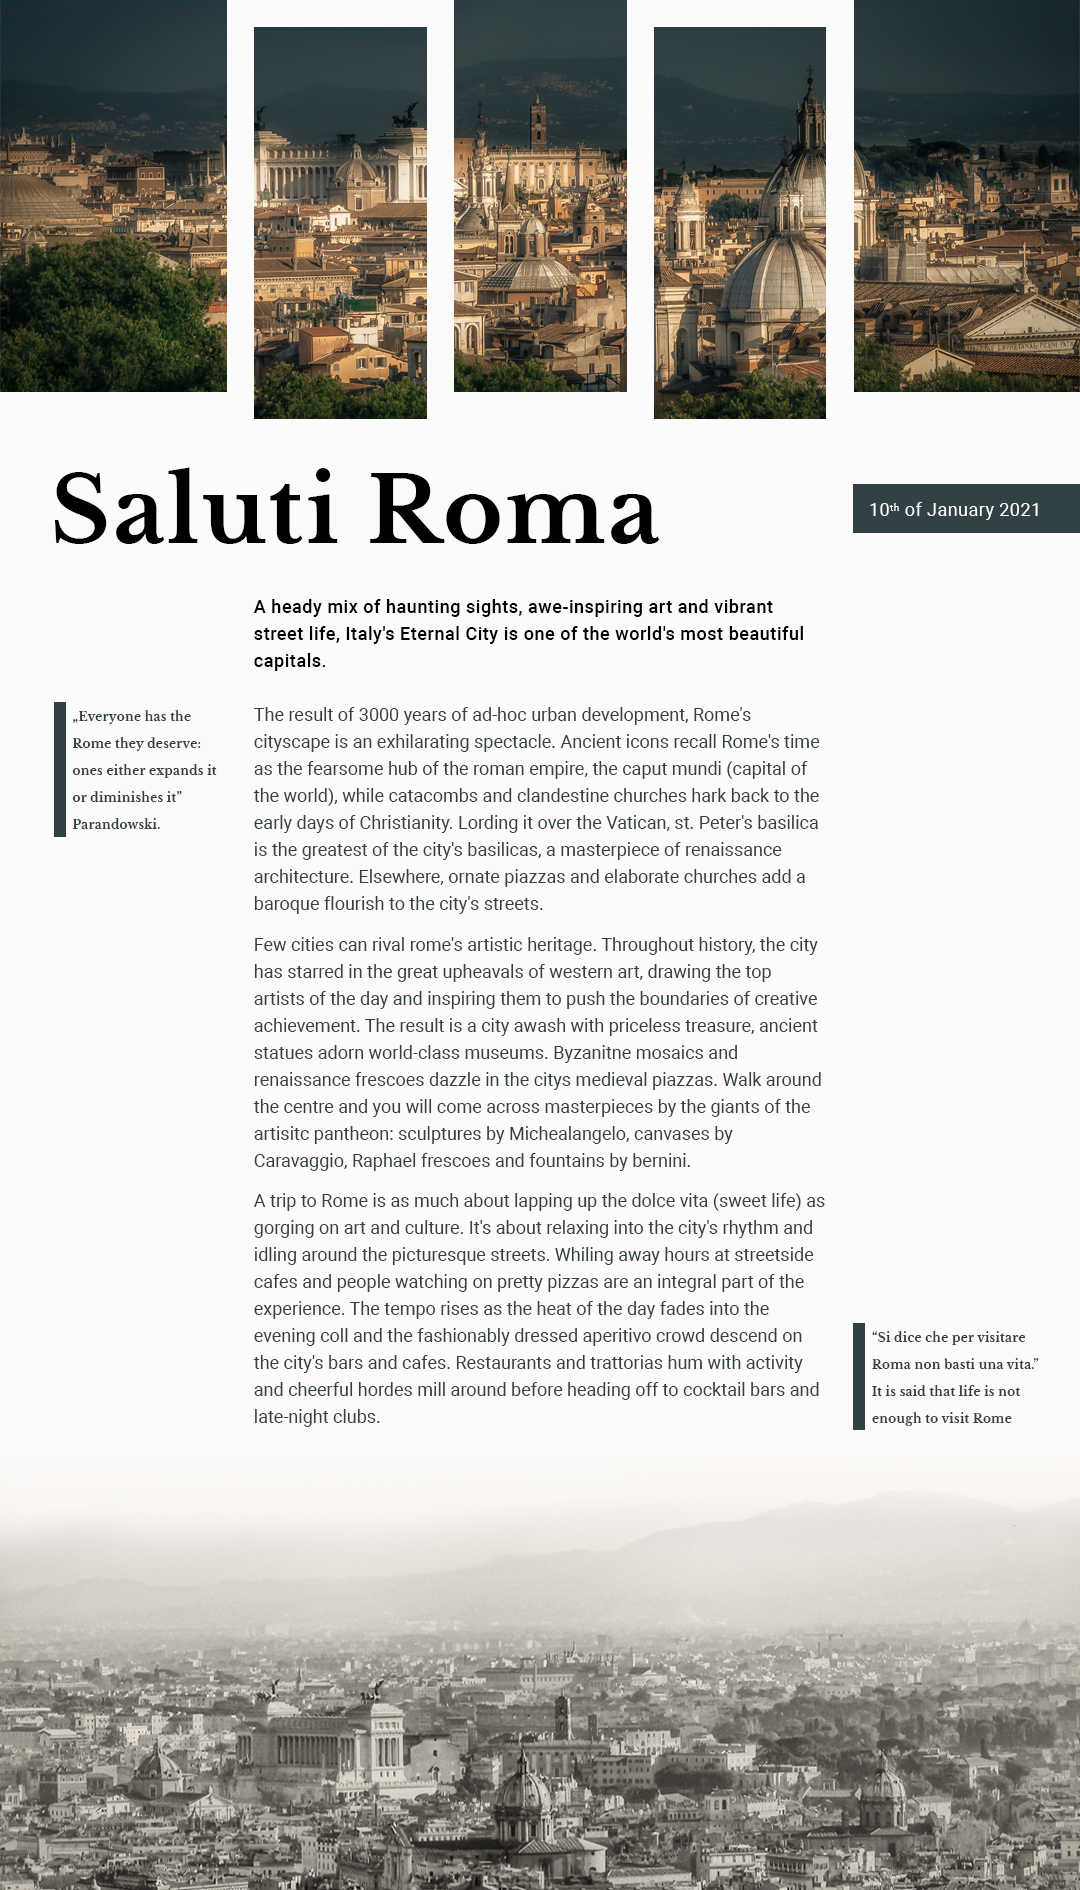 Saluti Roma
10th of January 2021
A heady mix of haunting sights, awe-inspiring art and vibrant
street life, Italy's Eternal City is one of the world's most beautiful
capitals.
„Everyone has the
Rome they deserve:
ones either expands it
or diminishes it”
Parandowski.
The result of 3000 years of ad-hoc urban development, Rome's
cityscape is an exhilarating spectacle. Ancient icons recall Rome's time
as the fearsome hub of the roman empire, the caput mundi (capital of
the world), while catacombs and clandestine churches hark back to the
early days of Christianity. Lording it over the Vatican, st. Peter's basilica
is the greatest of the city's basilicas, a masterpiece of renaissance
architecture. Elsewhere, ornate piazzas and elaborate churches add a
baroque flourish to the city's streets.
Few cities can rival rome's artistic heritage. Throughout history, the city
has starred in the great upheavals of western art, drawing the top
artists of the day and inspiring them to push the boundaries of creative
achievement. The result is a city awash with priceless treasure, ancient
statues adorn world-class museums. Byzanitne mosaics and
renaissance frescoes dazzle in the citys medieval piazzas. Walk around
the centre and you will come across masterpieces by the giants of the
artisitc pantheon: sculptures by Michealangelo, canvases by
Caravaggio, Raphael frescoes and fountains by bernini.
A trip to Rome is as much about lapping up the dolce vita (sweet life) as
gorging on art and culture. It's about relaxing into the city's rhythm and
idling around the picturesque streets. Whiling away hours at streetside
cafes and people watching on pretty pizzas are an integral part of the
experience. The tempo rises as the heat of the day fades into the
evening coll and the fashionably dressed aperitivo crowd descend on
the city's bars and cafes. Restaurants and trattorias hum with activity
and cheerful hordes mill around before heading off to cocktail bars and
late-night clubs.
“Si dice che per visitare
Roma non basti una vita.”
It is said that life is not
enough to visit Rome